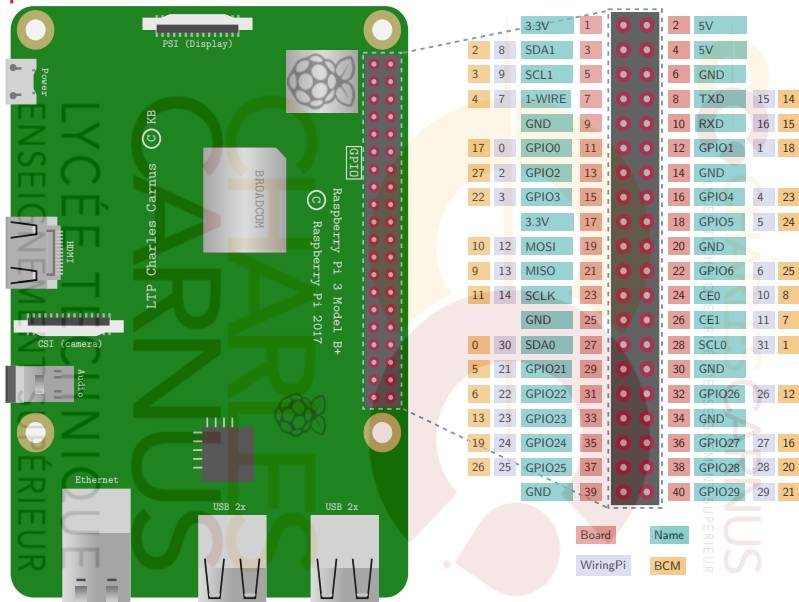 PSI (Display)
Power
GPIO
BROADCOM
HDMI
© KB
LTP Charles Carnus
Raspberry Pi 3 Model B+
© Raspberry Pi 2017
CSI (camera)
Audio
Ethernet
USB 2x
USB 2x
LYCÉE TECHNIQUE
ENSEIGNEMENT SUPÉRIEUR
CHARLES
CARNUS
3.3V 1 2 5V
2 8 SDA1 3 4 5V
3 9 SCL1 5 6 GND
4 7 1-WIRE 7 8 TXD 15 14
GND 9 10 RXD 16 15
17 0 GPIO0 11 12 GPIO1 1 18
27 2 GPIO2 13 14 GND
22 3 GPIO3 15 16 GPIO4 4 23
3.3V 17 18 GPIO5 5 24
10 12 MOSI 19 20 GND
9 13 MISO 21 22 GPIO6 6 25
11 14 SCLK 23 24 CE0 10 8
GND 25 26 CE1 11 7
0 30 SDA0 27 28 SCL0 31 1
5 21 GPIO21 29 30 GND
6 22 GPIO22 31 32 GPIO26 26 12
13 23 GPIO23 33 34 GND
19 24 GPIO24 35 36 GPIO27 27 16
26 25 GPIO25 37 38 GPIO28 28 20
GND 39 40 GPIO29 29 21
Board Name
WiringPi BCM
CHARLES CARNUS
SUPÉRIEUR